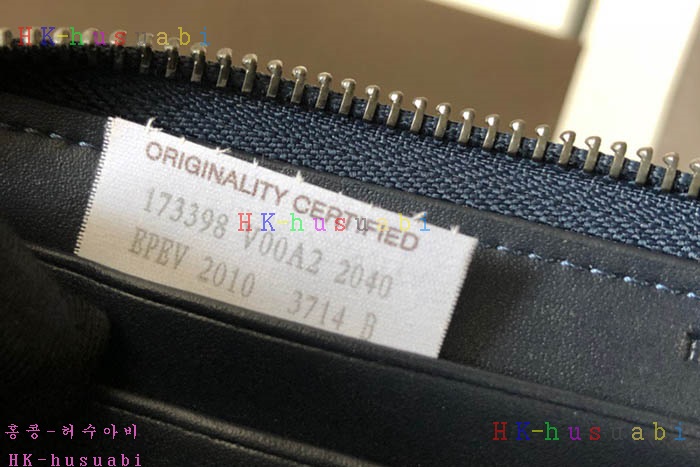 HK-husuabi
ORIGINALITY CERTIFIED
173398 V00A2 2040
HK-husuabi
EPEV 2010 3714 B
홍콩-허수아비
HK-husuabi
HK-husuabi